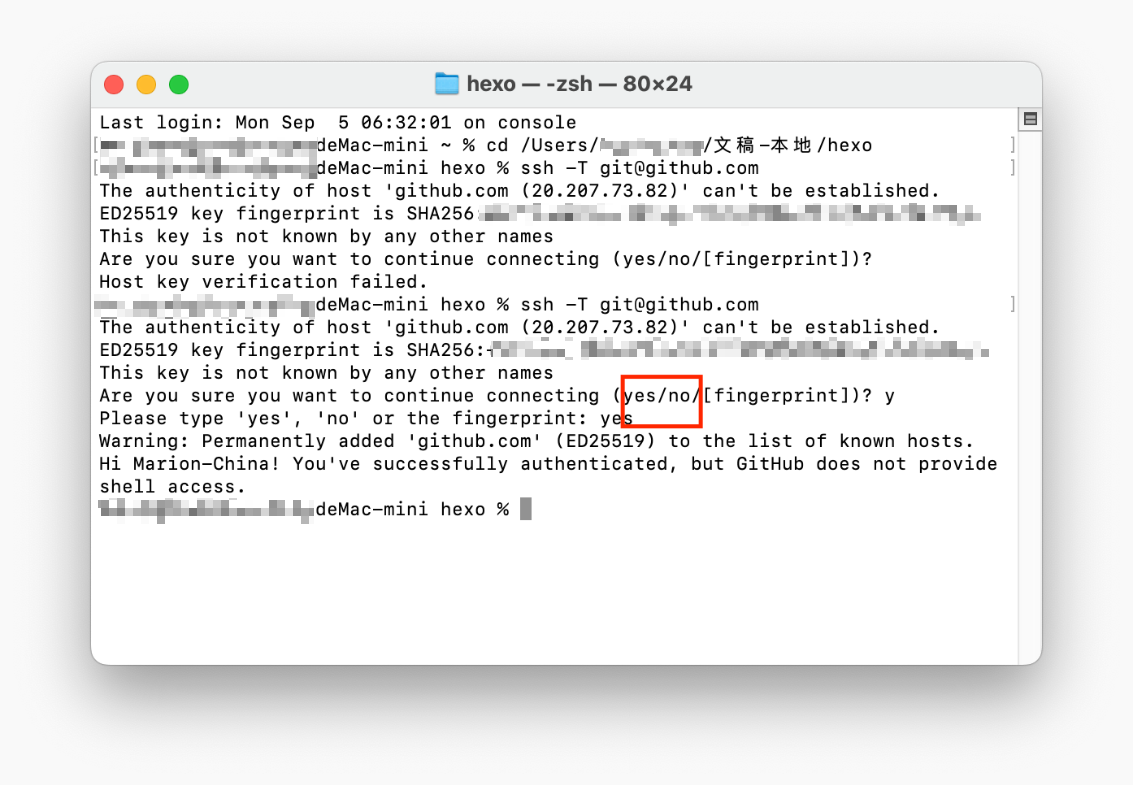 hexo — -zsh — 80×24
Last login: Mon Sep  5 06:32:01 on console
deMac-mini ~ % cd /Users/ /文稿-本地/hexo
deMac-mini hexo % ssh -T git@github.com
The authenticity of host 'github.com (20.207.73.82)' can't be established.
ED25519 key fingerprint is SHA256:
This key is not known by any other names
Are you sure you want to continue connecting (yes/no/[fingerprint])?
Host key verification failed.
deMac-mini hexo % ssh -T git@github.com
The authenticity of host 'github.com (20.207.73.82)' can't be established.
ED25519 key fingerprint is SHA256:
This key is not known by any other names
Are you sure you want to continue connecting (yes/no/[fingerprint])? y
Please type 'yes', 'no' or the fingerprint: yes
Warning: Permanently added 'github.com' (ED25519) to the list of known hosts.
Hi Marion-China! You've successfully authenticated, but GitHub does not provide
shell access.
deMac-mini hexo %